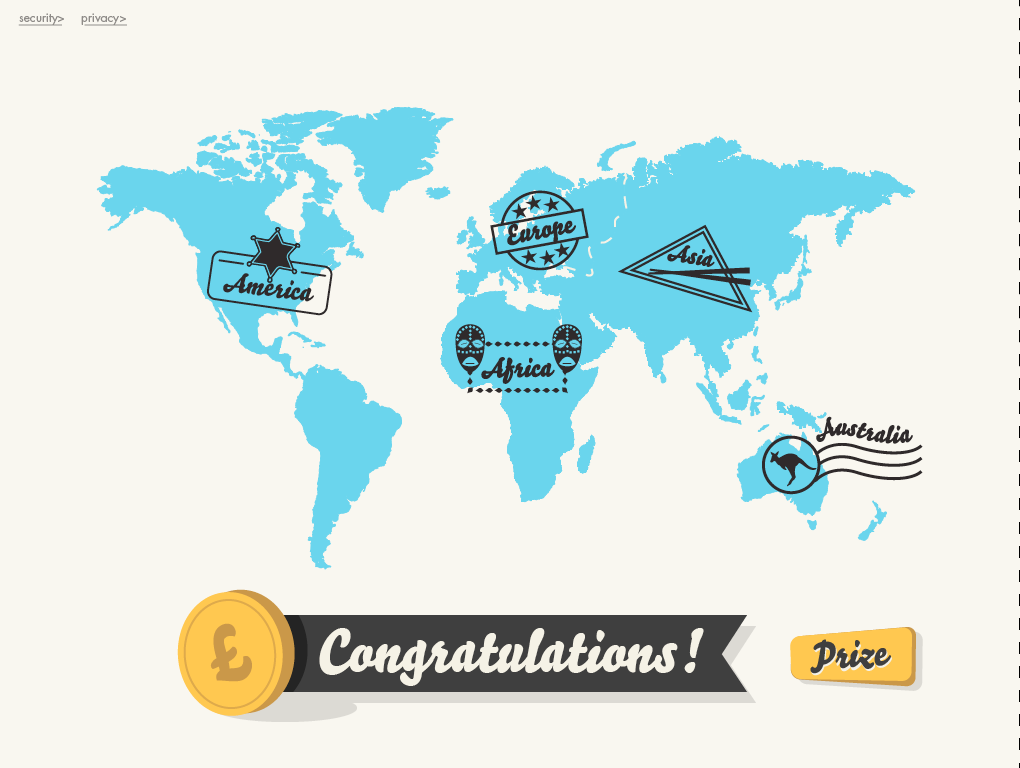 security> privacy>
Europe
Asia
America
Africa
Australia
£ Congratulations!
Prize